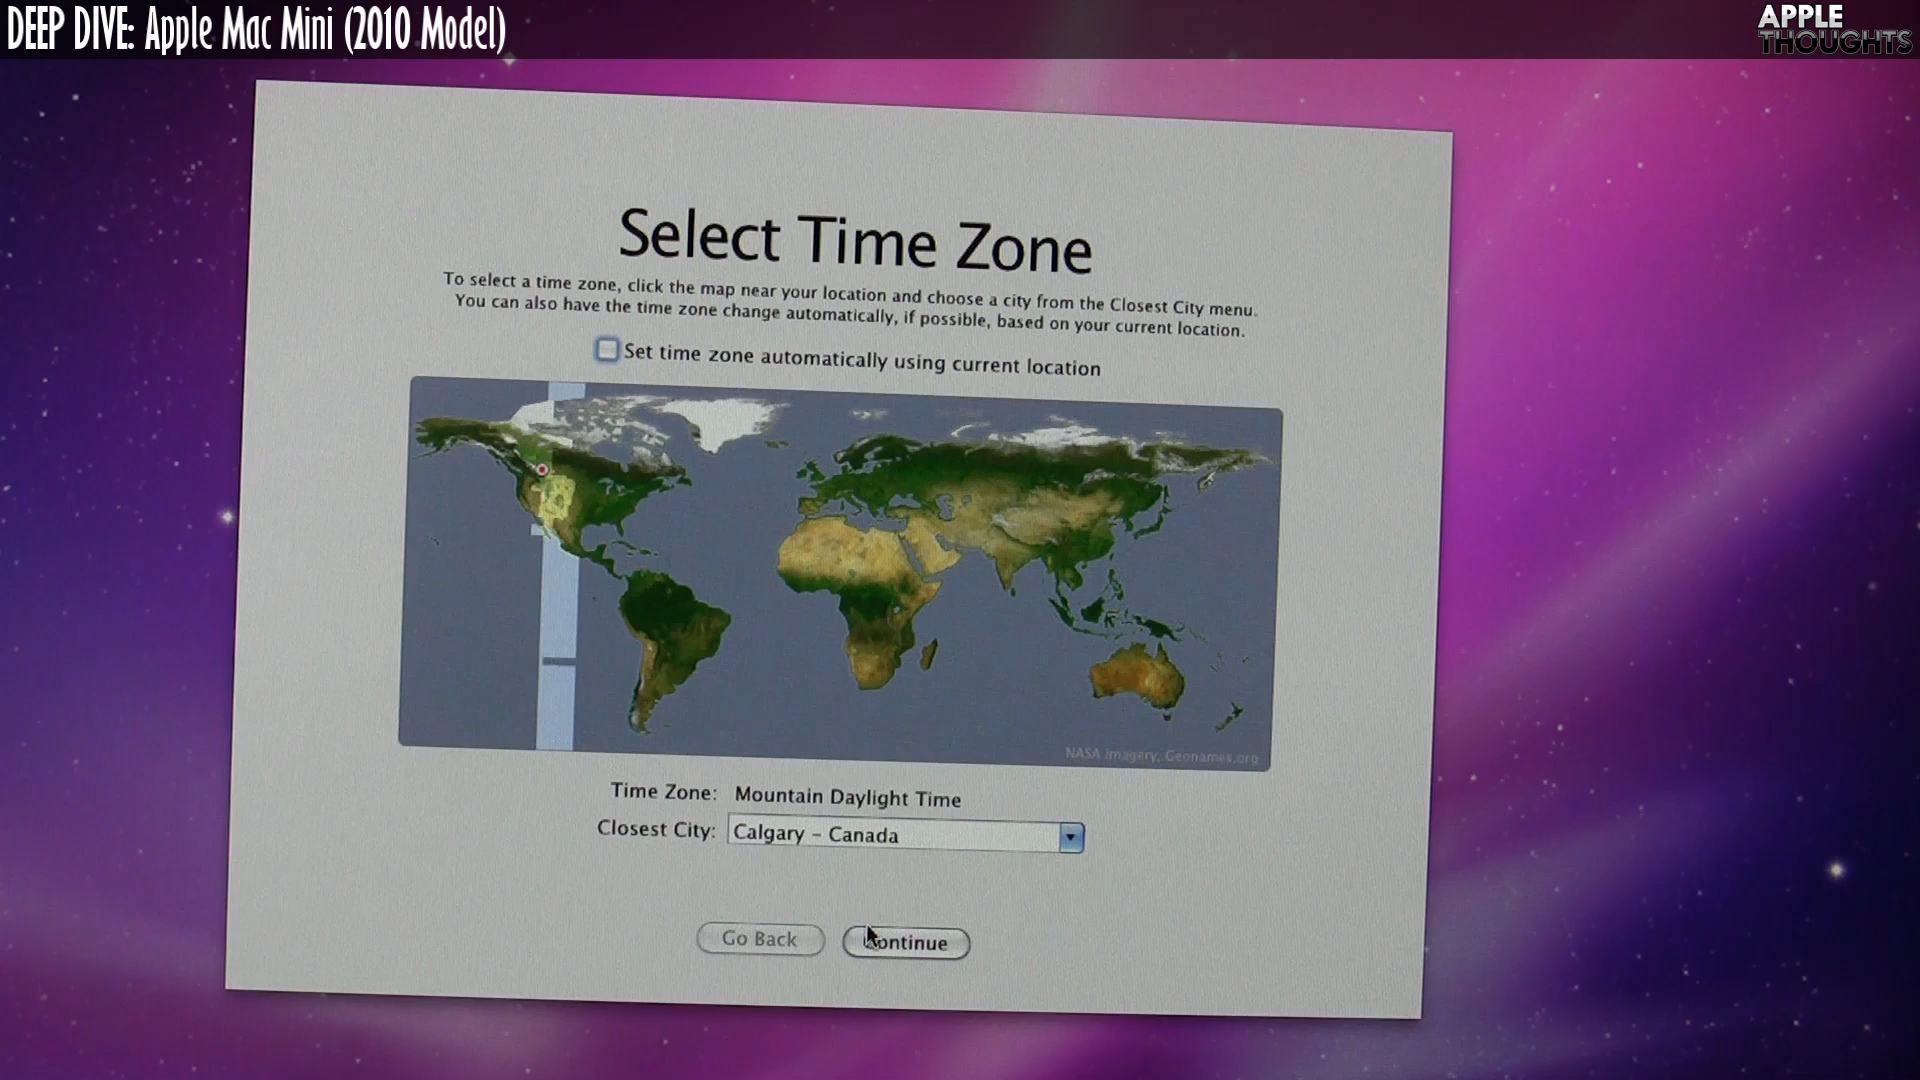 DEEP DIVE: Apple Mac Mini (2010 Model)
APPLE
THOUGHTS
Select Time Zone
To select a time zone, click the map near your location and choose a city from the Closest City menu.
You can also have the time zone change automatically, if possible, based on your current location.
Set time zone automatically using current location
NASA Imagery, Geonames.org
Time Zone: Mountain Daylight Time
Closest City: Calgary – Canada
Go Back Continue